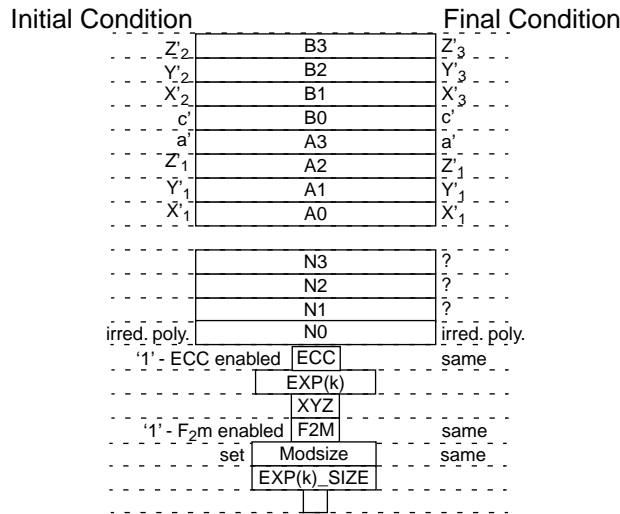 Initial Condition Final Condition
Z'2 B3 Z'3
Y'2 B2 Y'3
X'2 B1 X'3
c' B0 c'
a' A3 a'
Z'1 A2 Z'1
Y'1 A1 Y'1
X'1 A0 X'1
N3 ?
N2 ?
N1 ?
irred. poly. N0 irred. poly.
‘1’ - ECC enabled ECC same
EXP(k)
XYZ
‘1’ - F2m enabled F2M same
set Modsize same
EXP(k)_SIZE